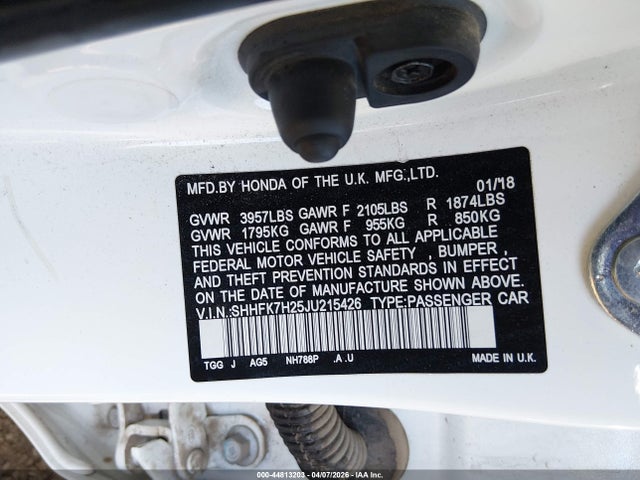 MFD.BY HONDA OF THE U.K. MFG.,LTD. 01/18
GVWR 3957LBS GAWR F 2105LBS R 1874LBS
GVWR 1795KG GAWR F 955KG R 850KG
THIS VEHICLE CONFORMS TO ALL APPLICABLE
FEDERAL MOTOR VEHICLE SAFETY , BUMPER ,
AND THEFT PREVENTION STANDARDS IN EFFECT
ON THE DATE OF MANUFACTURE SHOWN ABOVE.
V.I.N.:SHHFK7H25JU215426 TYPE:PASSENGER CAR
TGG J AG5 NH788P .A .U MADE IN U.K.
000-44813203 - 04/07/2026 - IAA Inc.